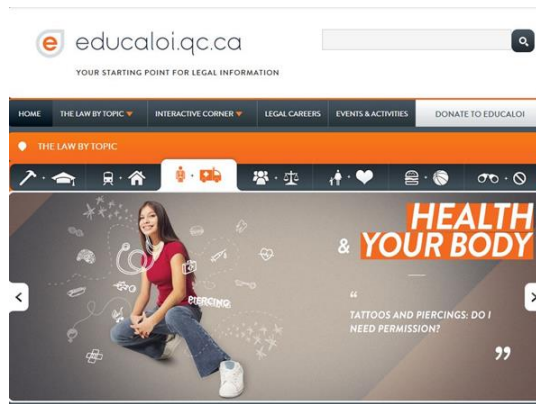 e educaloi.qc.ca
YOUR STARTING POINT FOR LEGAL INFORMATION
HOME THE LAW BY TOPIC INTERACTIVE CORNER LEGAL CAREERS EVENTS & ACTIVITIES DONATE TO EDUCALOI
THE LAW BY TOPIC
HEALTH
& YOUR BODY
PIERCING
“
TATTOOS AND PIERCINGS: DO I
NEED PERMISSION?
”